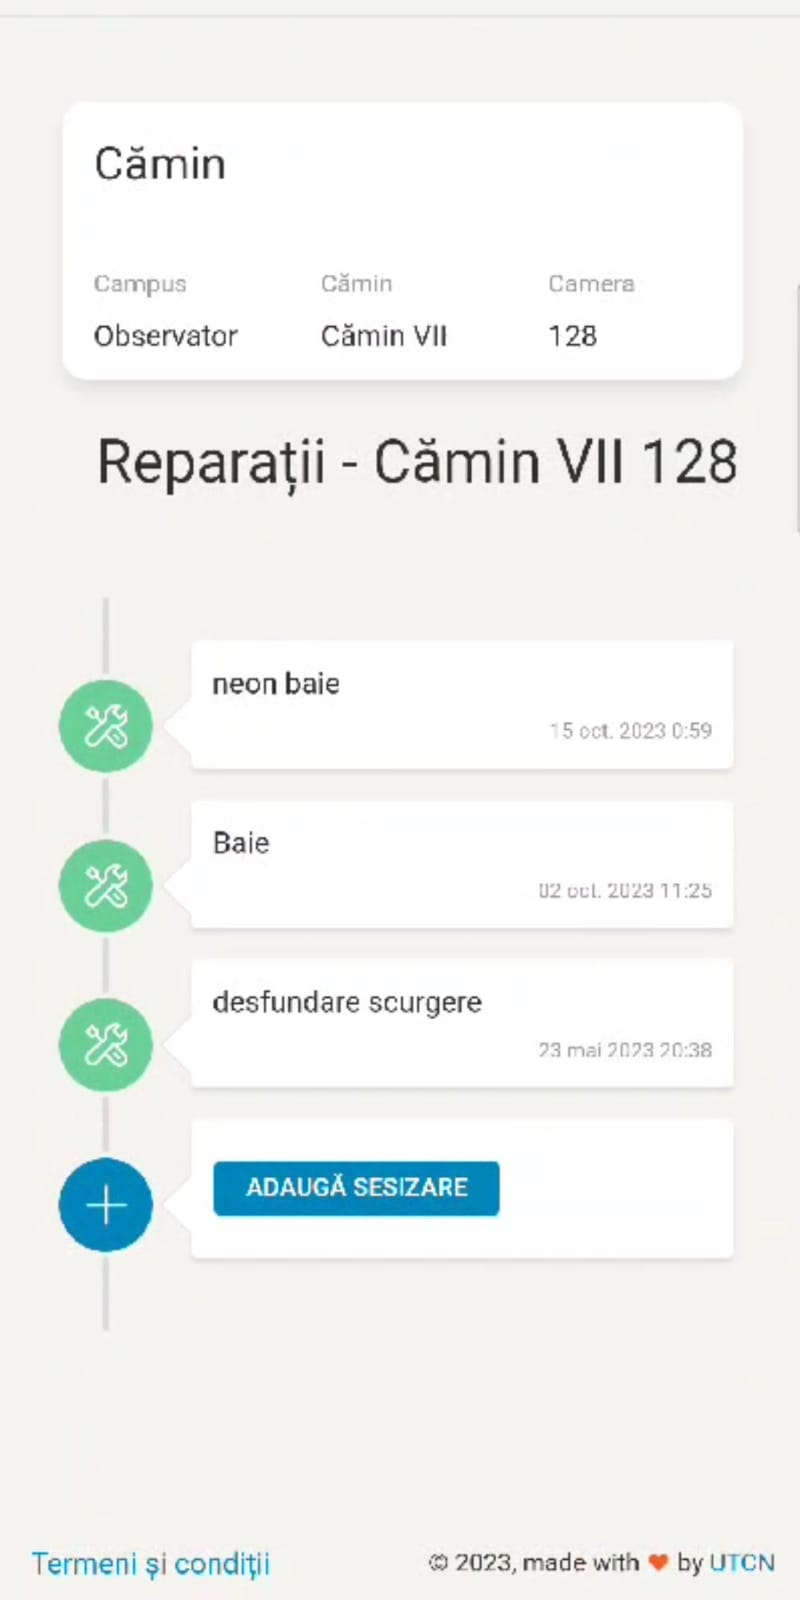 Cămin
Campus Cămin Camera
Observator Cămin VII 128
Reparații - Cămin VII 128
neon baie
15 oct. 2023 0:59
Baie
02 oct. 2023 11:25
desfundare scurgere
23 mai 2023 20:38
ADAUGĂ SESIZARE
Termeni și condiții © 2023, made with ❤ by UTCN